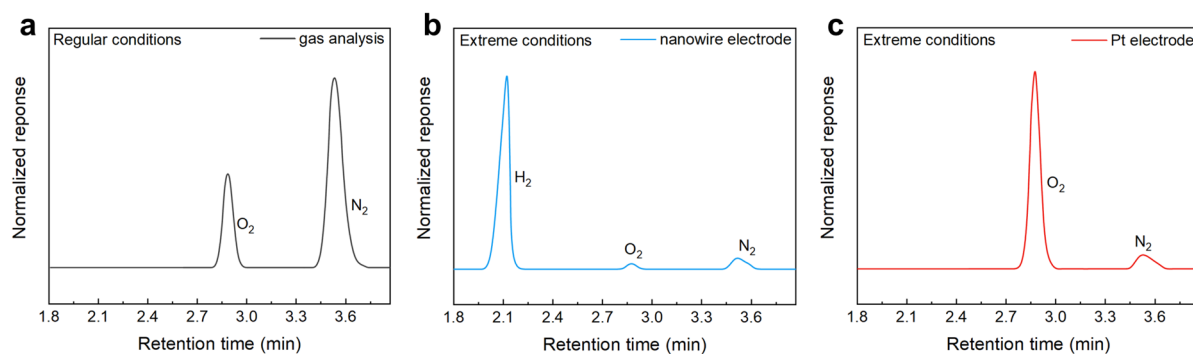 a
Regular conditions
gas analysis
O2
N2
Normalized reponse
1.8 2.1 2.4 2.7 3.0 3.3 3.6
Retention time (min)
b
Extreme conditions
nanowire electrode
H2
O2
N2
Normalized reponse
1.8 2.1 2.4 2.7 3.0 3.3 3.6
Retention time (min)
c
Extreme conditions
Pt electrode
O2
N2
Normalized reponse
1.8 2.1 2.4 2.7 3.0 3.3 3.6
Retention time (min)